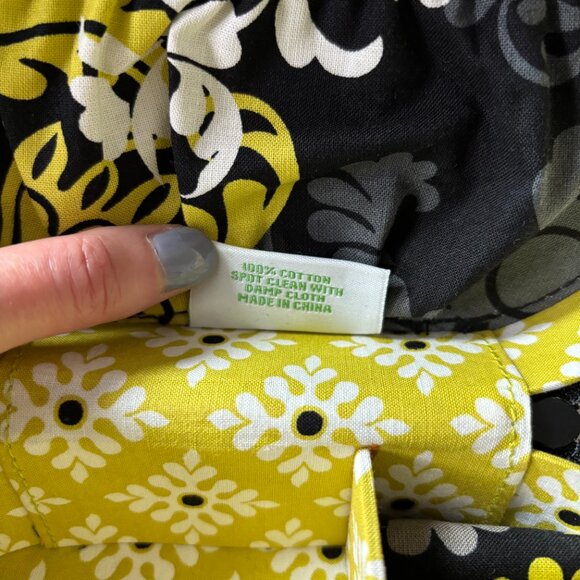 100% COTTON
SPOT CLEAN WITH
DAMP CLOTH
MADE IN CHINA